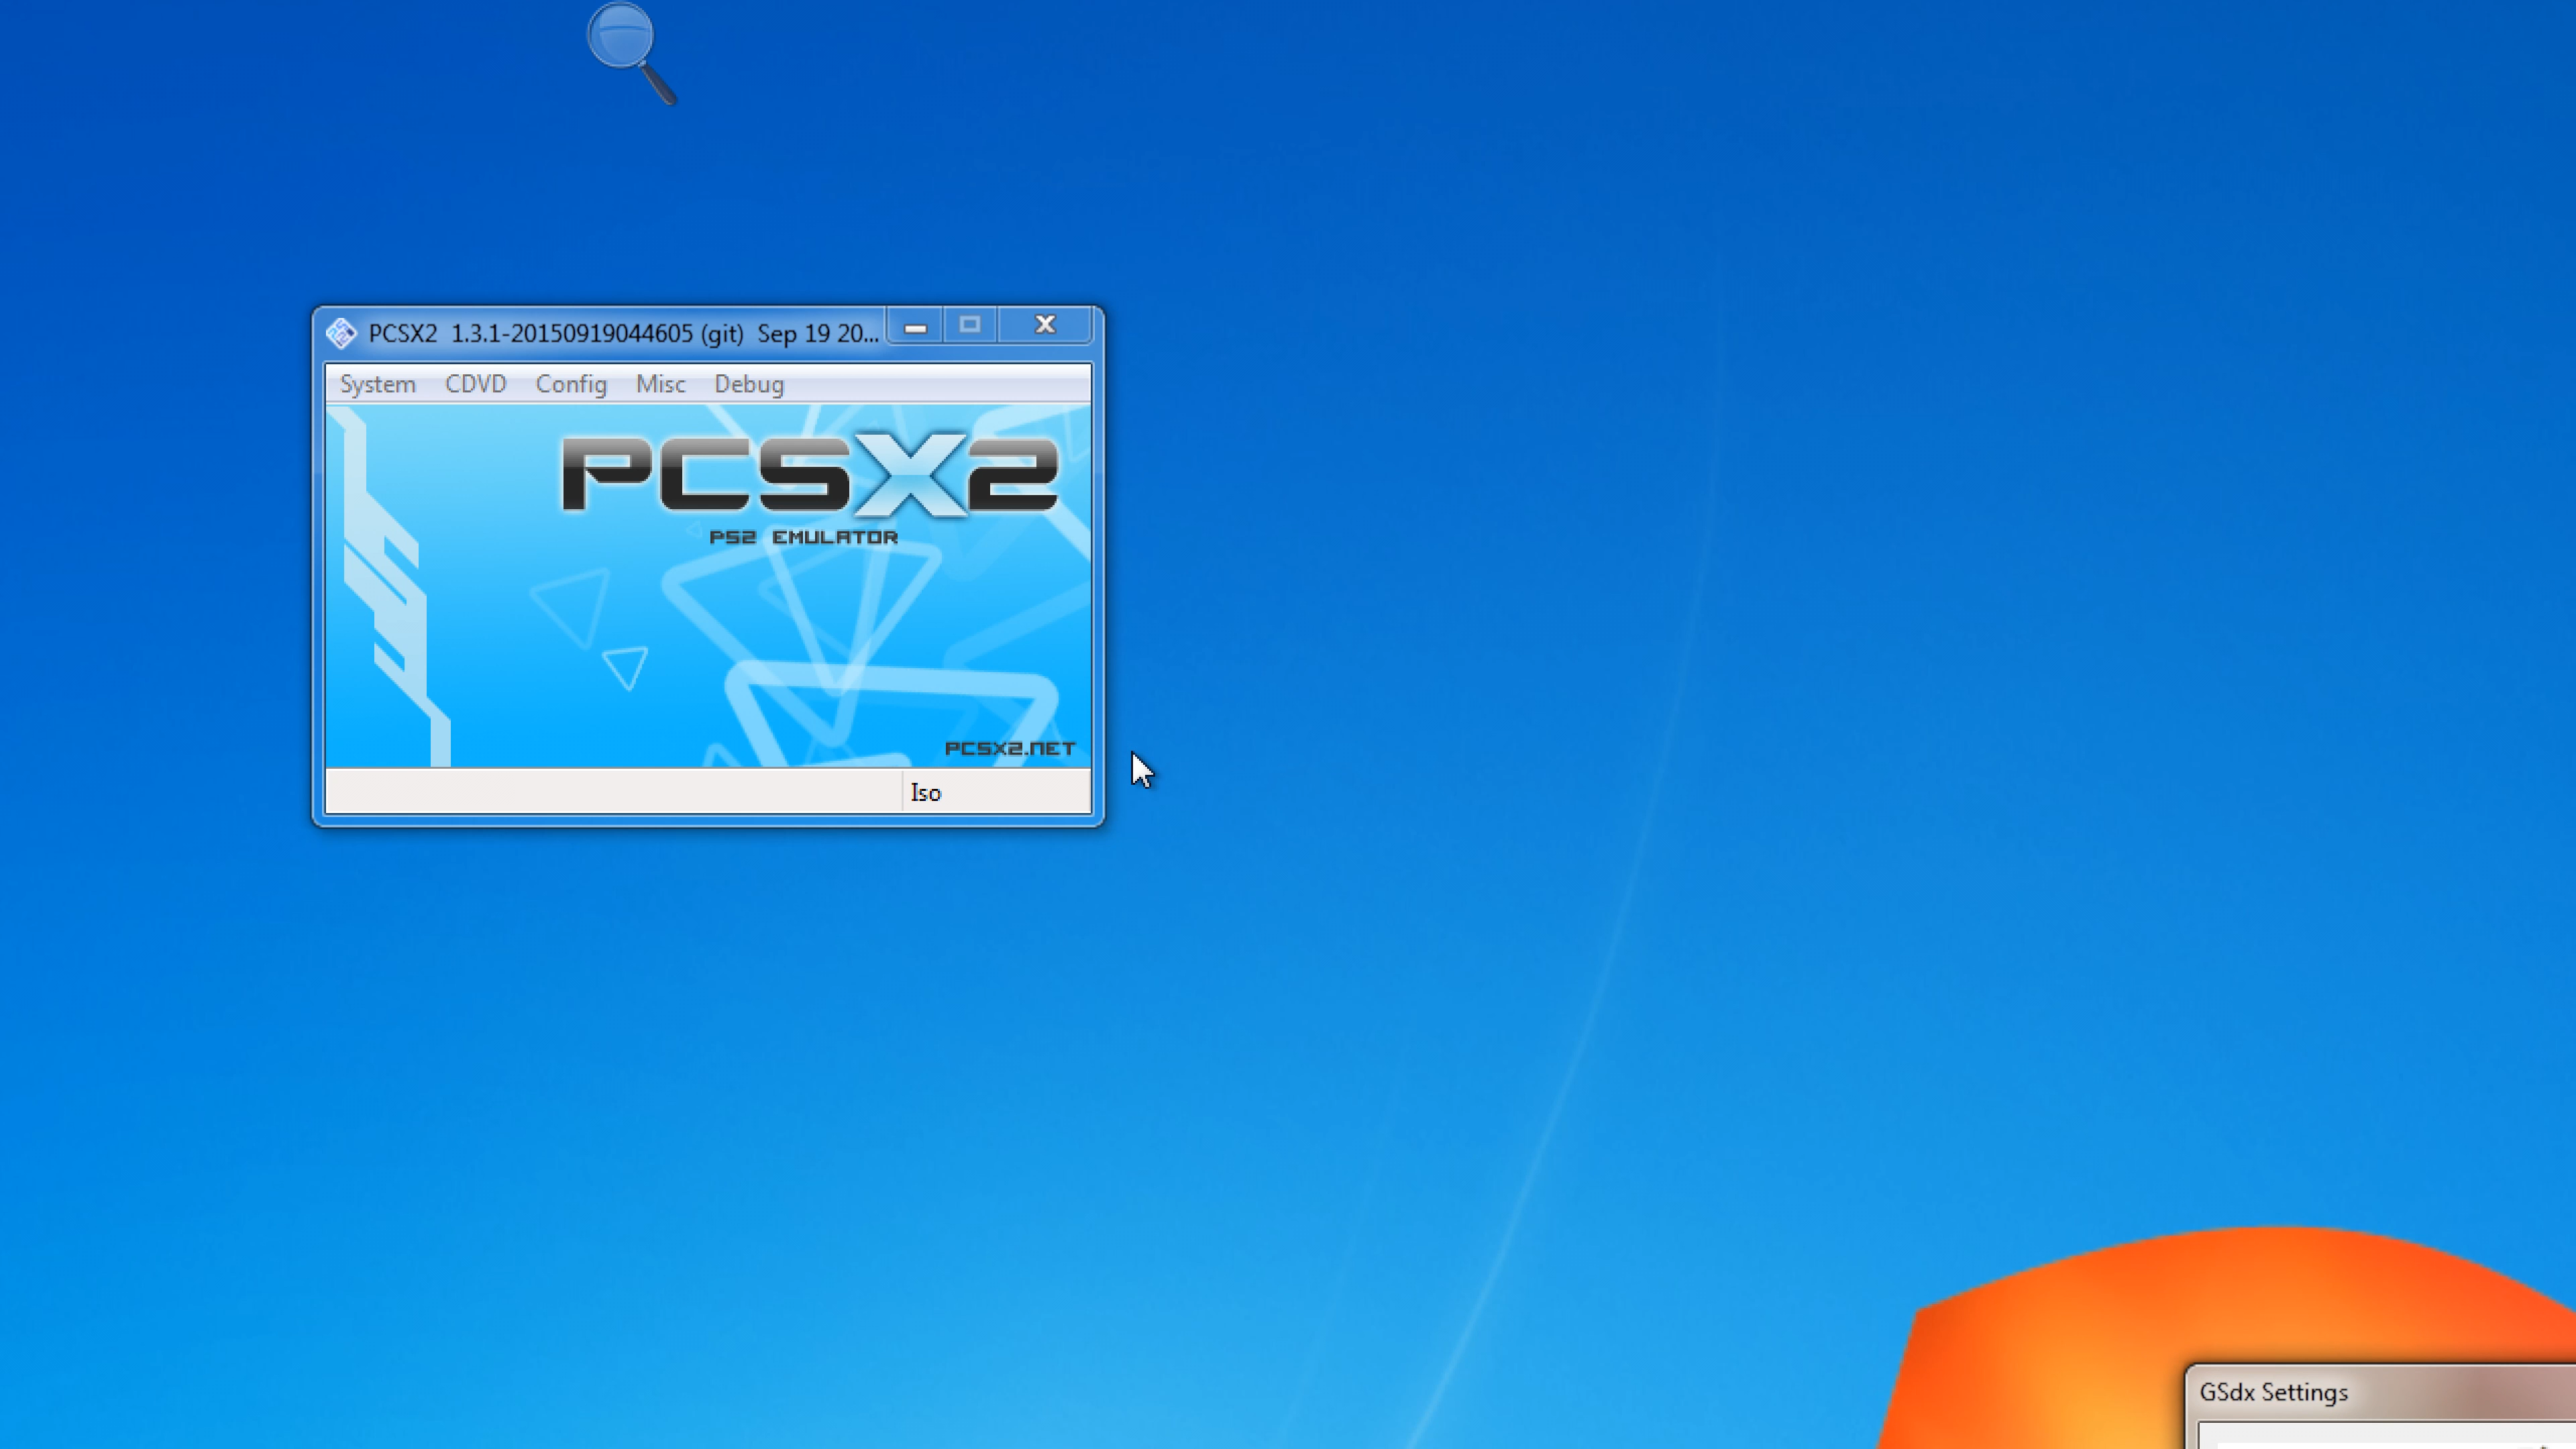 PCSX2 1.3.1-20150919044605 (git) Sep 19 20...
System CDVD Config Misc Debug
PCSX2
PS2 EMULATOR
PCSX2.NET
Iso
GSdx Settings